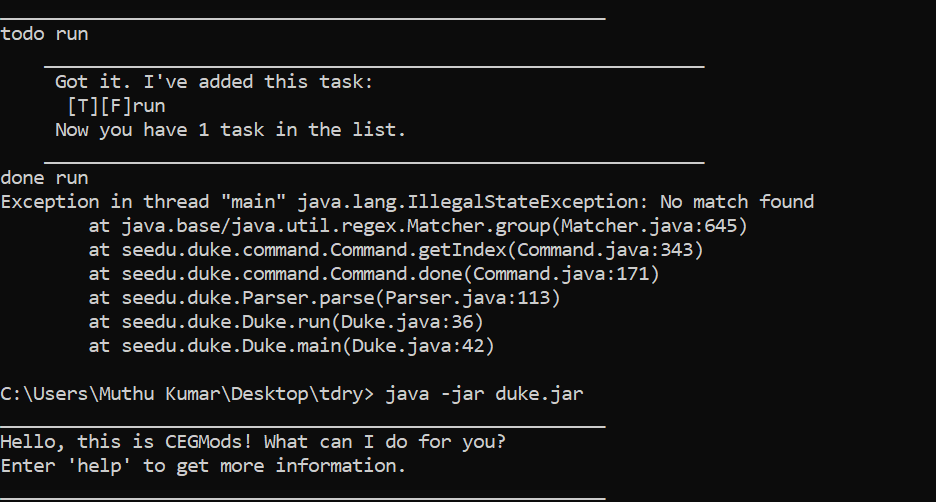 todo run
Got it. I've added this task:
[T][F]run
Now you have 1 task in the list.
done run
Exception in thread "main" java.lang.IllegalStateException: No match found
at java.base/java.util.regex.Matcher.group(Matcher.java:645)
at seedu.duke.command.Command.getIndex(Command.java:343)
at seedu.duke.command.Command.done(Command.java:171)
at seedu.duke.Parser.parse(Parser.java:113)
at seedu.duke.Duke.run(Duke.java:36)
at seedu.duke.Duke.main(Duke.java:42)
C:\Users\Muthu Kumar\Desktop\tdry> java -jar duke.jar
Hello, this is CEGMods! What can I do for you?
Enter 'help' to get more information.